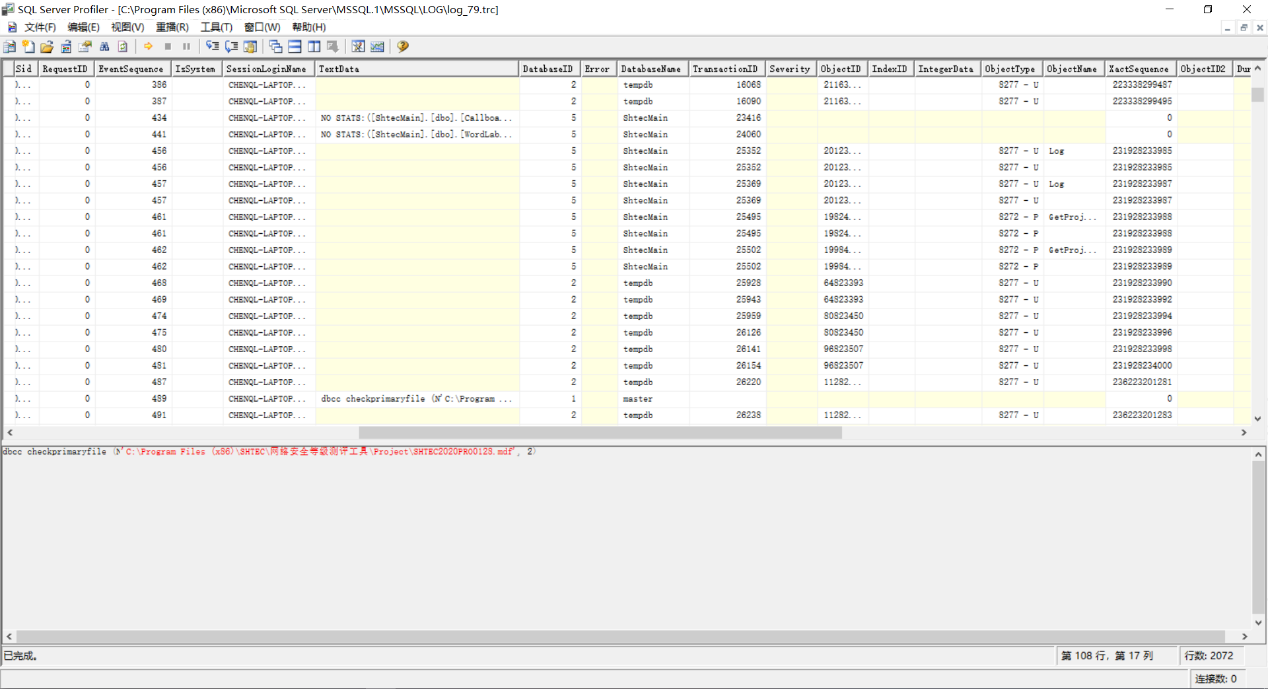 SQL Server Profiler - [C:\Program Files (x86)\Microsoft SQL Server\MSSQL.1\MSSQL\LOG\log_79.trc]
文件(F) 编辑(E) 视图(V) 重播(R) 工具(T) 窗口(W) 帮助(H)
Sid RequestID EventSequence IsSystem SessionLoginName TextData DatabaseID Error DatabaseName TransactionID Severity ObjectID IndexID IntegerData ObjectType ObjectName XactSequence ObjectID2 Dur
)... 0 386 CHENQL-LAPTOP... 2 tempdb 16068 21163... 8277 - U 223338299487
)... 0 387 CHENQL-LAPTOP... 2 tempdb 16090 21163... 8277 - U 223338299495
)... 0 434 CHENQL-LAPTOP... NO STATS:([ShtecMain].[dbo].[Callboa... 5 ShtecMain 23416 0
)... 0 441 CHENQL-LAPTOP... NO STATS:([ShtecMain].[dbo].[WordLab... 5 ShtecMain 24060 0
)... 0 456 CHENQL-LAPTOP... 5 ShtecMain 25352 20123... 8277 - U Log 231928233985
)... 0 456 CHENQL-LAPTOP... 5 ShtecMain 25352 20123... 8277 - U 231928233985
)... 0 457 CHENQL-LAPTOP... 5 ShtecMain 25369 20123... 8277 - U Log 231928233987
)... 0 457 CHENQL-LAPTOP... 5 ShtecMain 25369 20123... 8277 - U 231928233987
)... 0 461 CHENQL-LAPTOP... 5 ShtecMain 25495 19824... 8272 - P GetProj... 231928233988
)... 0 461 CHENQL-LAPTOP... 5 ShtecMain 25495 19824... 8272 - P 231928233988
)... 0 462 CHENQL-LAPTOP... 5 ShtecMain 25502 19984... 8272 - P GetProj... 231928233989
)... 0 462 CHENQL-LAPTOP... 5 ShtecMain 25502 19984... 8272 - P 231928233989
)... 0 468 CHENQL-LAPTOP... 2 tempdb 25928 64823393 8277 - U 231928233990
)... 0 469 CHENQL-LAPTOP... 2 tempdb 25943 64823393 8277 - U 231928233992
)... 0 474 CHENQL-LAPTOP... 2 tempdb 25959 80823450 8277 - U 231928233994
)... 0 475 CHENQL-LAPTOP... 2 tempdb 26126 80823450 8277 - U 231928233996
)... 0 480 CHENQL-LAPTOP... 2 tempdb 26141 96823507 8277 - U 231928233998
)... 0 481 CHENQL-LAPTOP... 2 tempdb 26154 96823507 8277 - U 231928234000
)... 0 487 CHENQL-LAPTOP... 2 tempdb 26220 11282... 8277 - U 236223201281
)... 0 489 CHENQL-LAPTOP... dbcc checkprimaryfile (N'C:\Program ... 1 master 0
)... 0 491 CHENQL-LAPTOP... 2 tempdb 26238 11282... 8277 - U 236223201283
dbcc checkprimaryfile (N'C:\Program Files (x86)\SHTEC\网络安全等级测评工具\Project\SHTEC2020PRO0128.mdf', 2)
已完成。 第 108 行，第 17 列 行数: 2072
连接数: 0